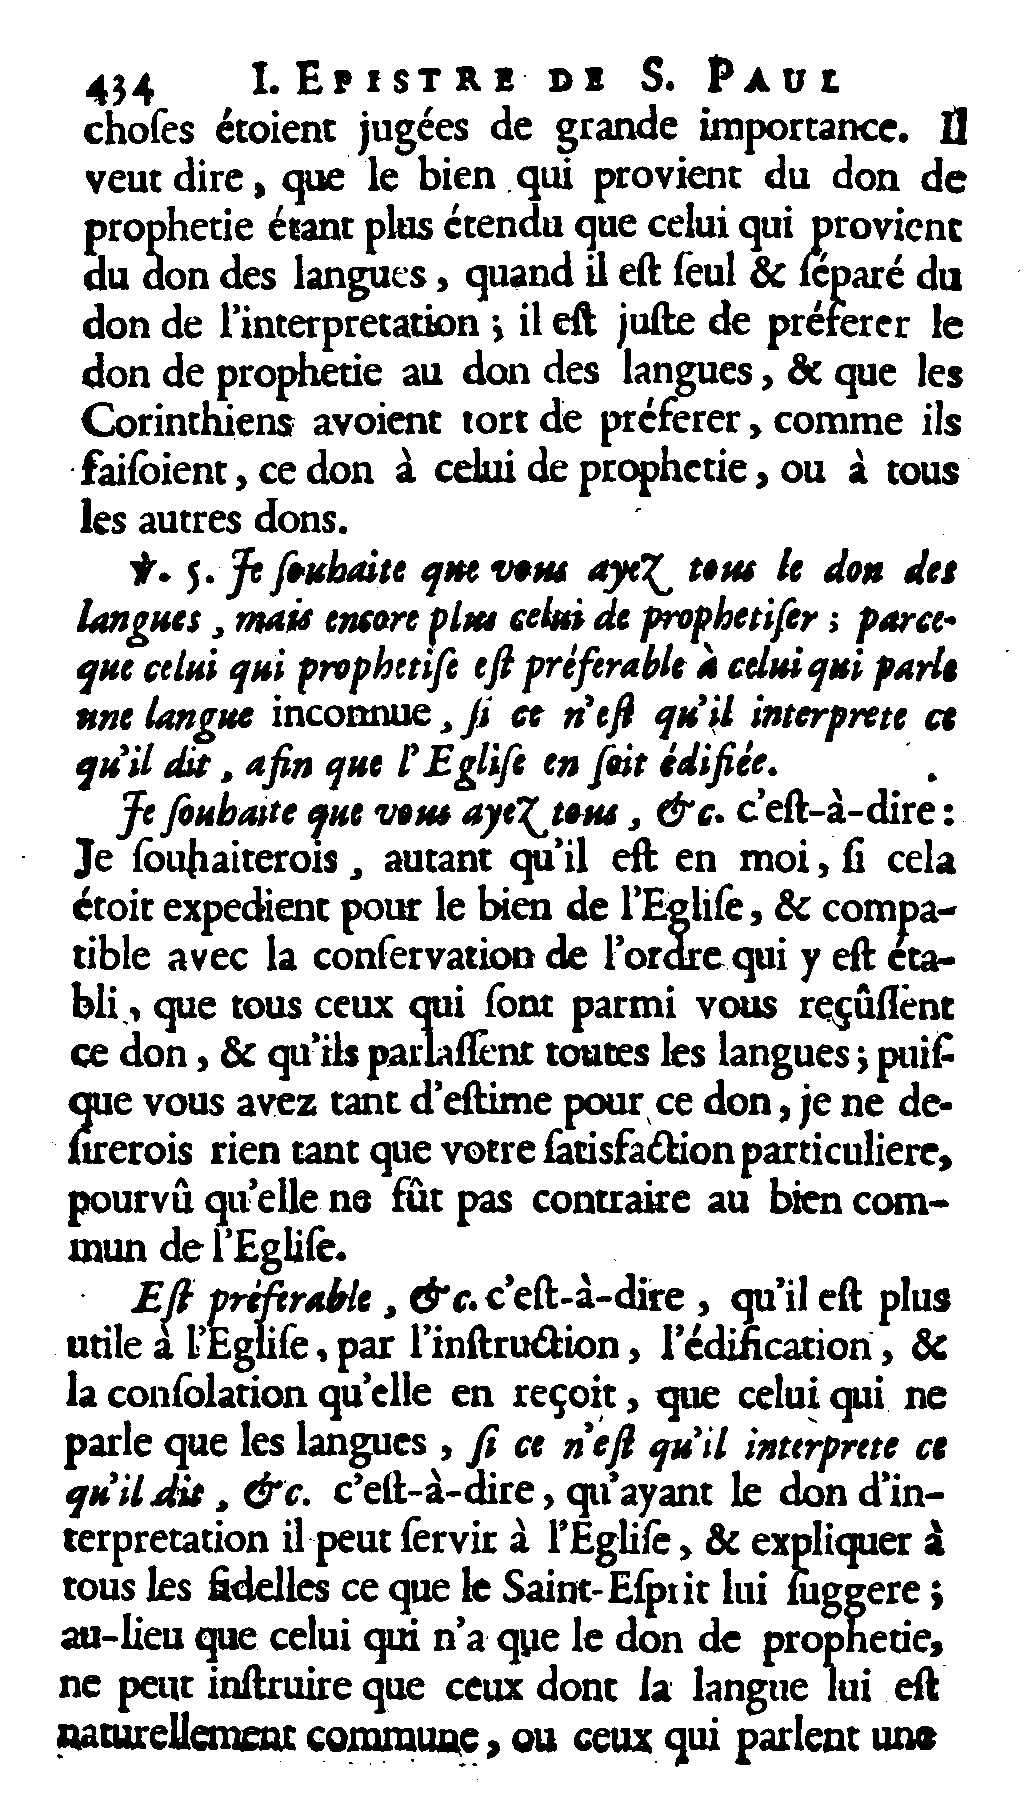 434 I. EPISTRE DE S. PAUL
choſes étoient jugées de grande importance. Il
veut dire, que le bien qui provient du don de
prophetie étant plus étendu que celui qui provient
du don des langues, quand il eſt ſeul & ſéparé du
don de l'interpretation; il eſt juſte de préferer le
don de prophetie au don des langues, & que les
Corinthiens avoient tort de préferer, comme ils
faiſoient, ce don à celui de prophetie, ou à tous
les autres dons.
℣. 5. Je ſouhaite que vous ayez tous le don des
langues, mais encore plus celui de prophetiſer; parce-
que celui qui prophetiſe eſt préferable à celui qui parle
une langue inconnue, ſi ce n'eſt qu'il interprete ce
qu'il dit, afin que l'Egliſe en ſoit édifiée.
Je ſouhaite que vous ayez tous, &c. c'eſt-à-dire:
Je ſouhaiterois, autant qu'il eſt en moi, ſi cela
étoit expedient pour le bien de l'Egliſe, & compa-
tible avec la conſervation de l'ordre qui y eſt éta-
bli, que tous ceux qui ſont parmi vous reçûſſent
ce don, & qu'ils parlaſſent toutes les langues; puiſ-
que vous avez tant d'eſtime pour ce don, je ne de-
ſirerois rien tant que votre ſatisfaction particuliere,
pourvû qu'elle ne fût pas contraire au bien com-
mun de l'Egliſe.
Eſt préferable, &c. c'eſt-à-dire, qu'il eſt plus
utile à l'Egliſe, par l'inſtruction, l'édification, &
la conſolation qu'elle en reçoit, que celui qui ne
parle que les langues, ſi ce n'eſt qu'il interprete ce
qu'il dit, &c. c'eſt-à-dire, qu'ayant le don d'in-
terpretation il peut ſervir à l'Egliſe, & expliquer à
tous les fidelles ce que le Saint-Eſprit lui ſuggere;
au-lieu que celui qui n'a que le don de prophetie,
ne peut inſtruire que ceux dont la langue lui eſt
naturellement commune, ou ceux qui parlent une